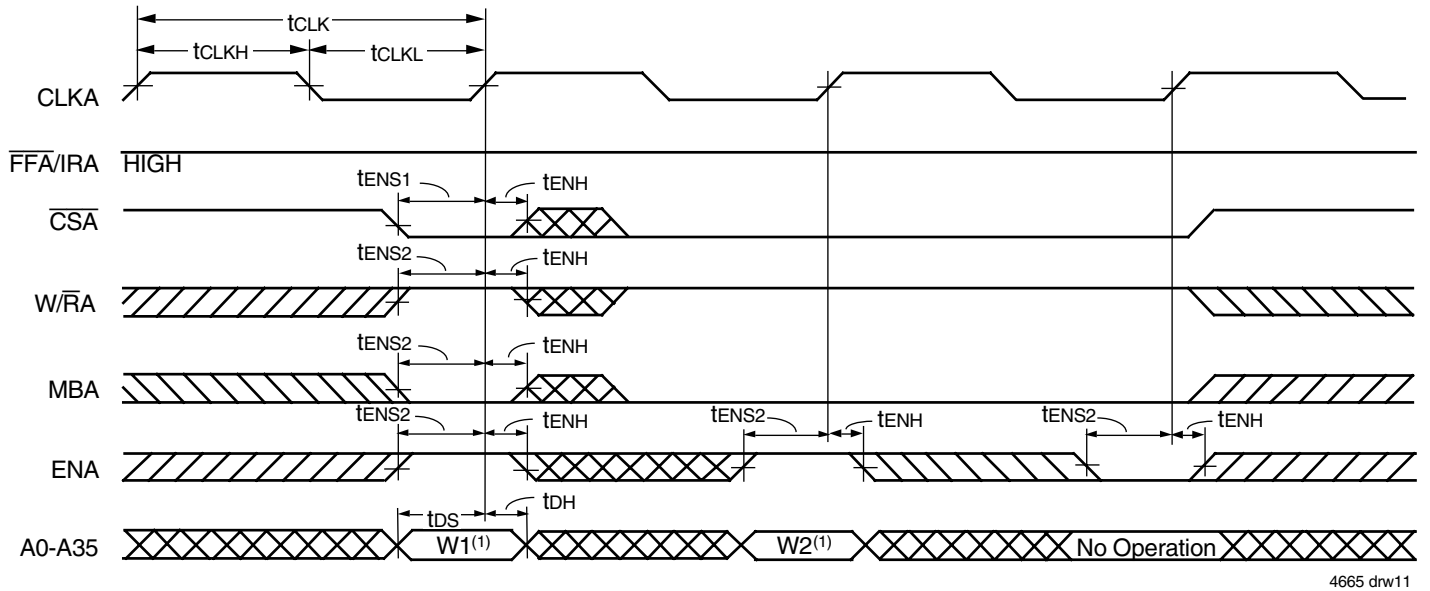 tCLK
tCLKH tCLKL
CLKA
FFA/IRA HIGH
tENS1 tENH
CSA
tENS2 tENH
W/RA
tENS2 tENH
MBA
tENS2 tENH tENS2 tENH tENS2 tENH
ENA
tDS tDH
A0-A35 W1(1) W2(1) No Operation
4665 drw11